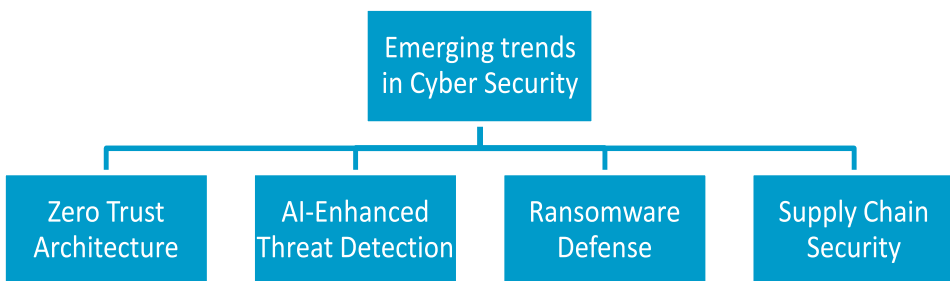 Emerging trends
in Cyber Security
Zero Trust
Architecture
AI-Enhanced
Threat Detection
Ransomware
Defense
Supply Chain
Security